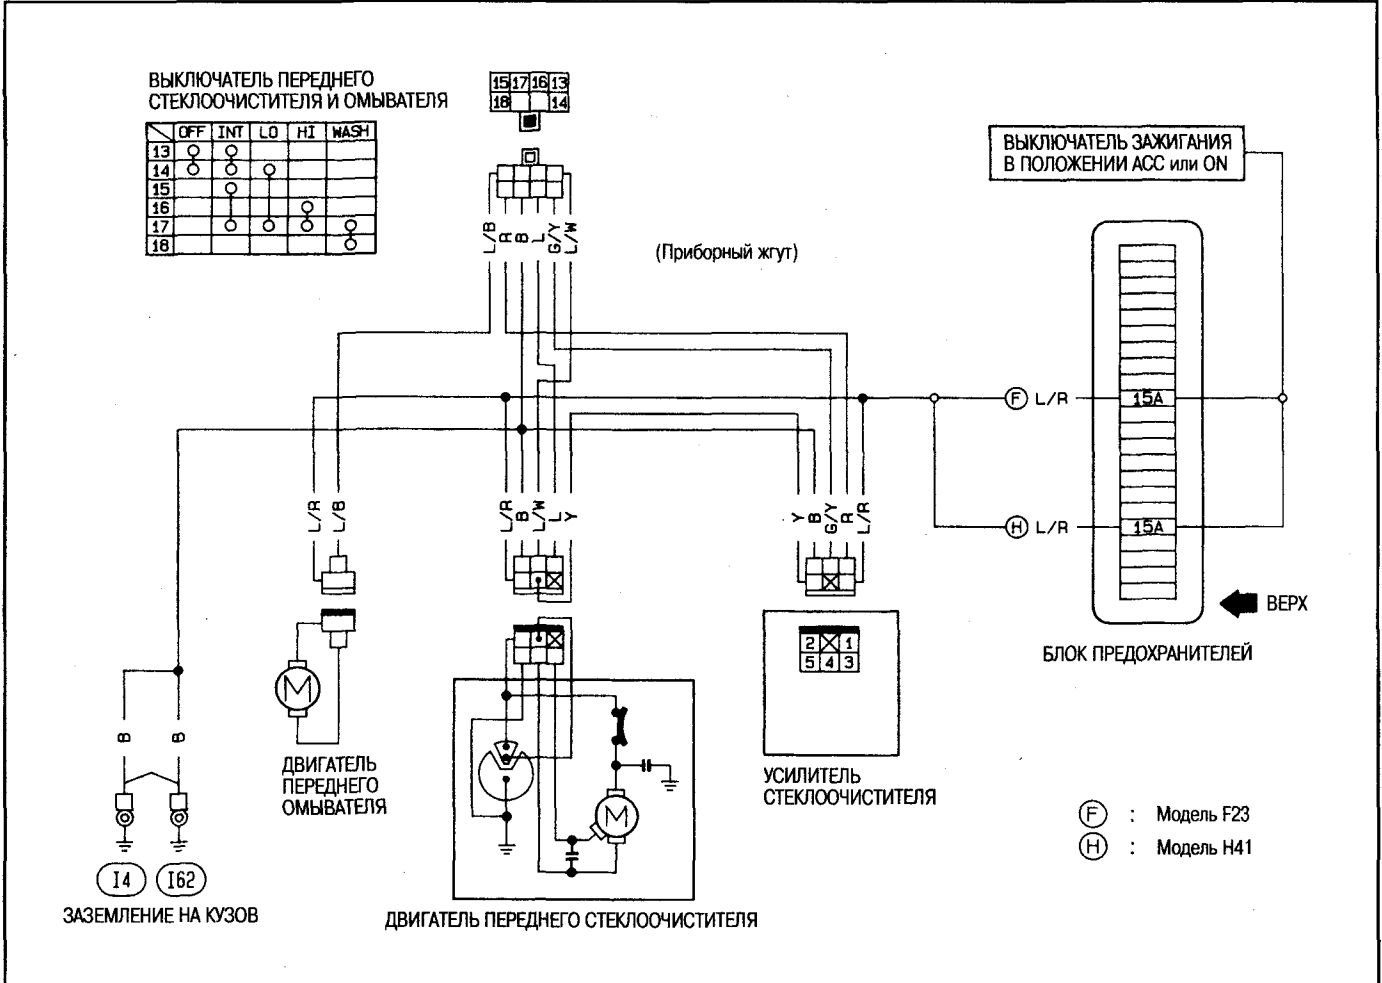 ВЫКЛЮЧАТЕЛЬ ПЕРЕДНЕГО
СТЕКЛООЧИСТИТЕЛЯ И ОМЫВАТЕЛЯ
OFF INT LO HI WASH
13
14
15
16
17
18
15 17 16 13
18 14
L/B R B L G/Y L/W
(Приборный жгут)
ВЫКЛЮЧАТЕЛЬ ЗАЖИГАНИЯ
В ПОЛОЖЕНИИ ACC или ON
F L/R 15A
H L/R 15A
ВЕРХ
БЛОК ПРЕДОХРАНИТЕЛЕЙ
L/R L/B
L/R B L/W L Y
Y B G/Y R L/R
2 1
5 4 3
M
ДВИГАТЕЛЬ
ПЕРЕДНЕГО
ОМЫВАТЕЛЯ
B B
M
УСИЛИТЕЛЬ
СТЕКЛООЧИСТИТЕЛЯ
F : Модель F23
H : Модель H41
I4 I62
ЗАЗЕМЛЕНИЕ НА КУЗОВ
ДВИГАТЕЛЬ ПЕРЕДНЕГО СТЕКЛООЧИСТИТЕЛЯ